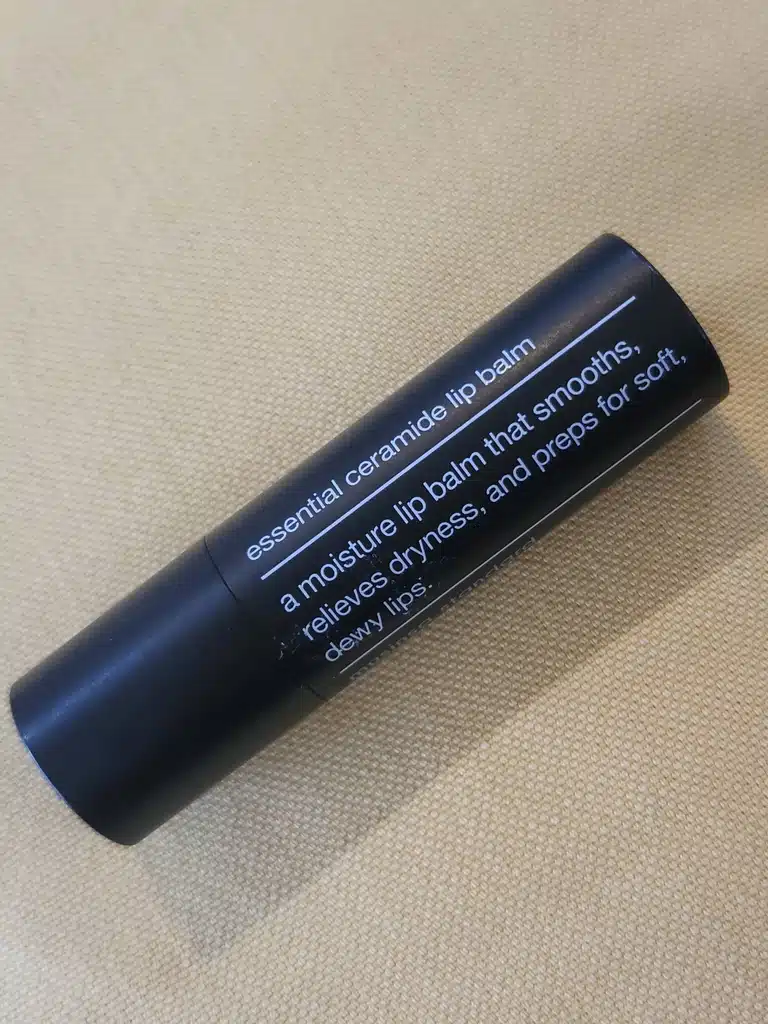 essential ceramide lip balm
a moisture lip balm that smooths,
relieves dryness, and preps for soft,
dewy lips.